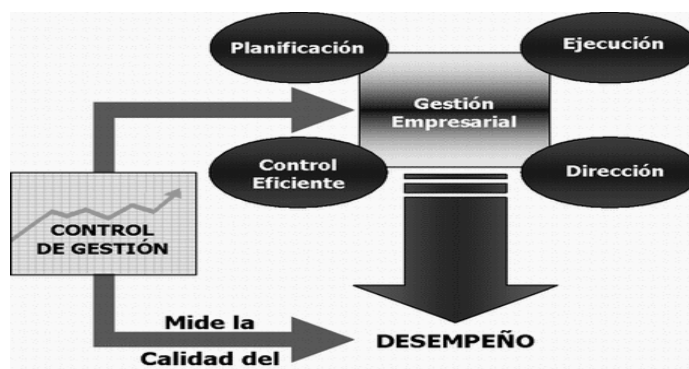 Planificación
Ejecución
Gestión
Empresarial
Control
Eficiente
Dirección
CONTROL
DE GESTIÓN
Mide la
Calidad del
DESEMPEÑO